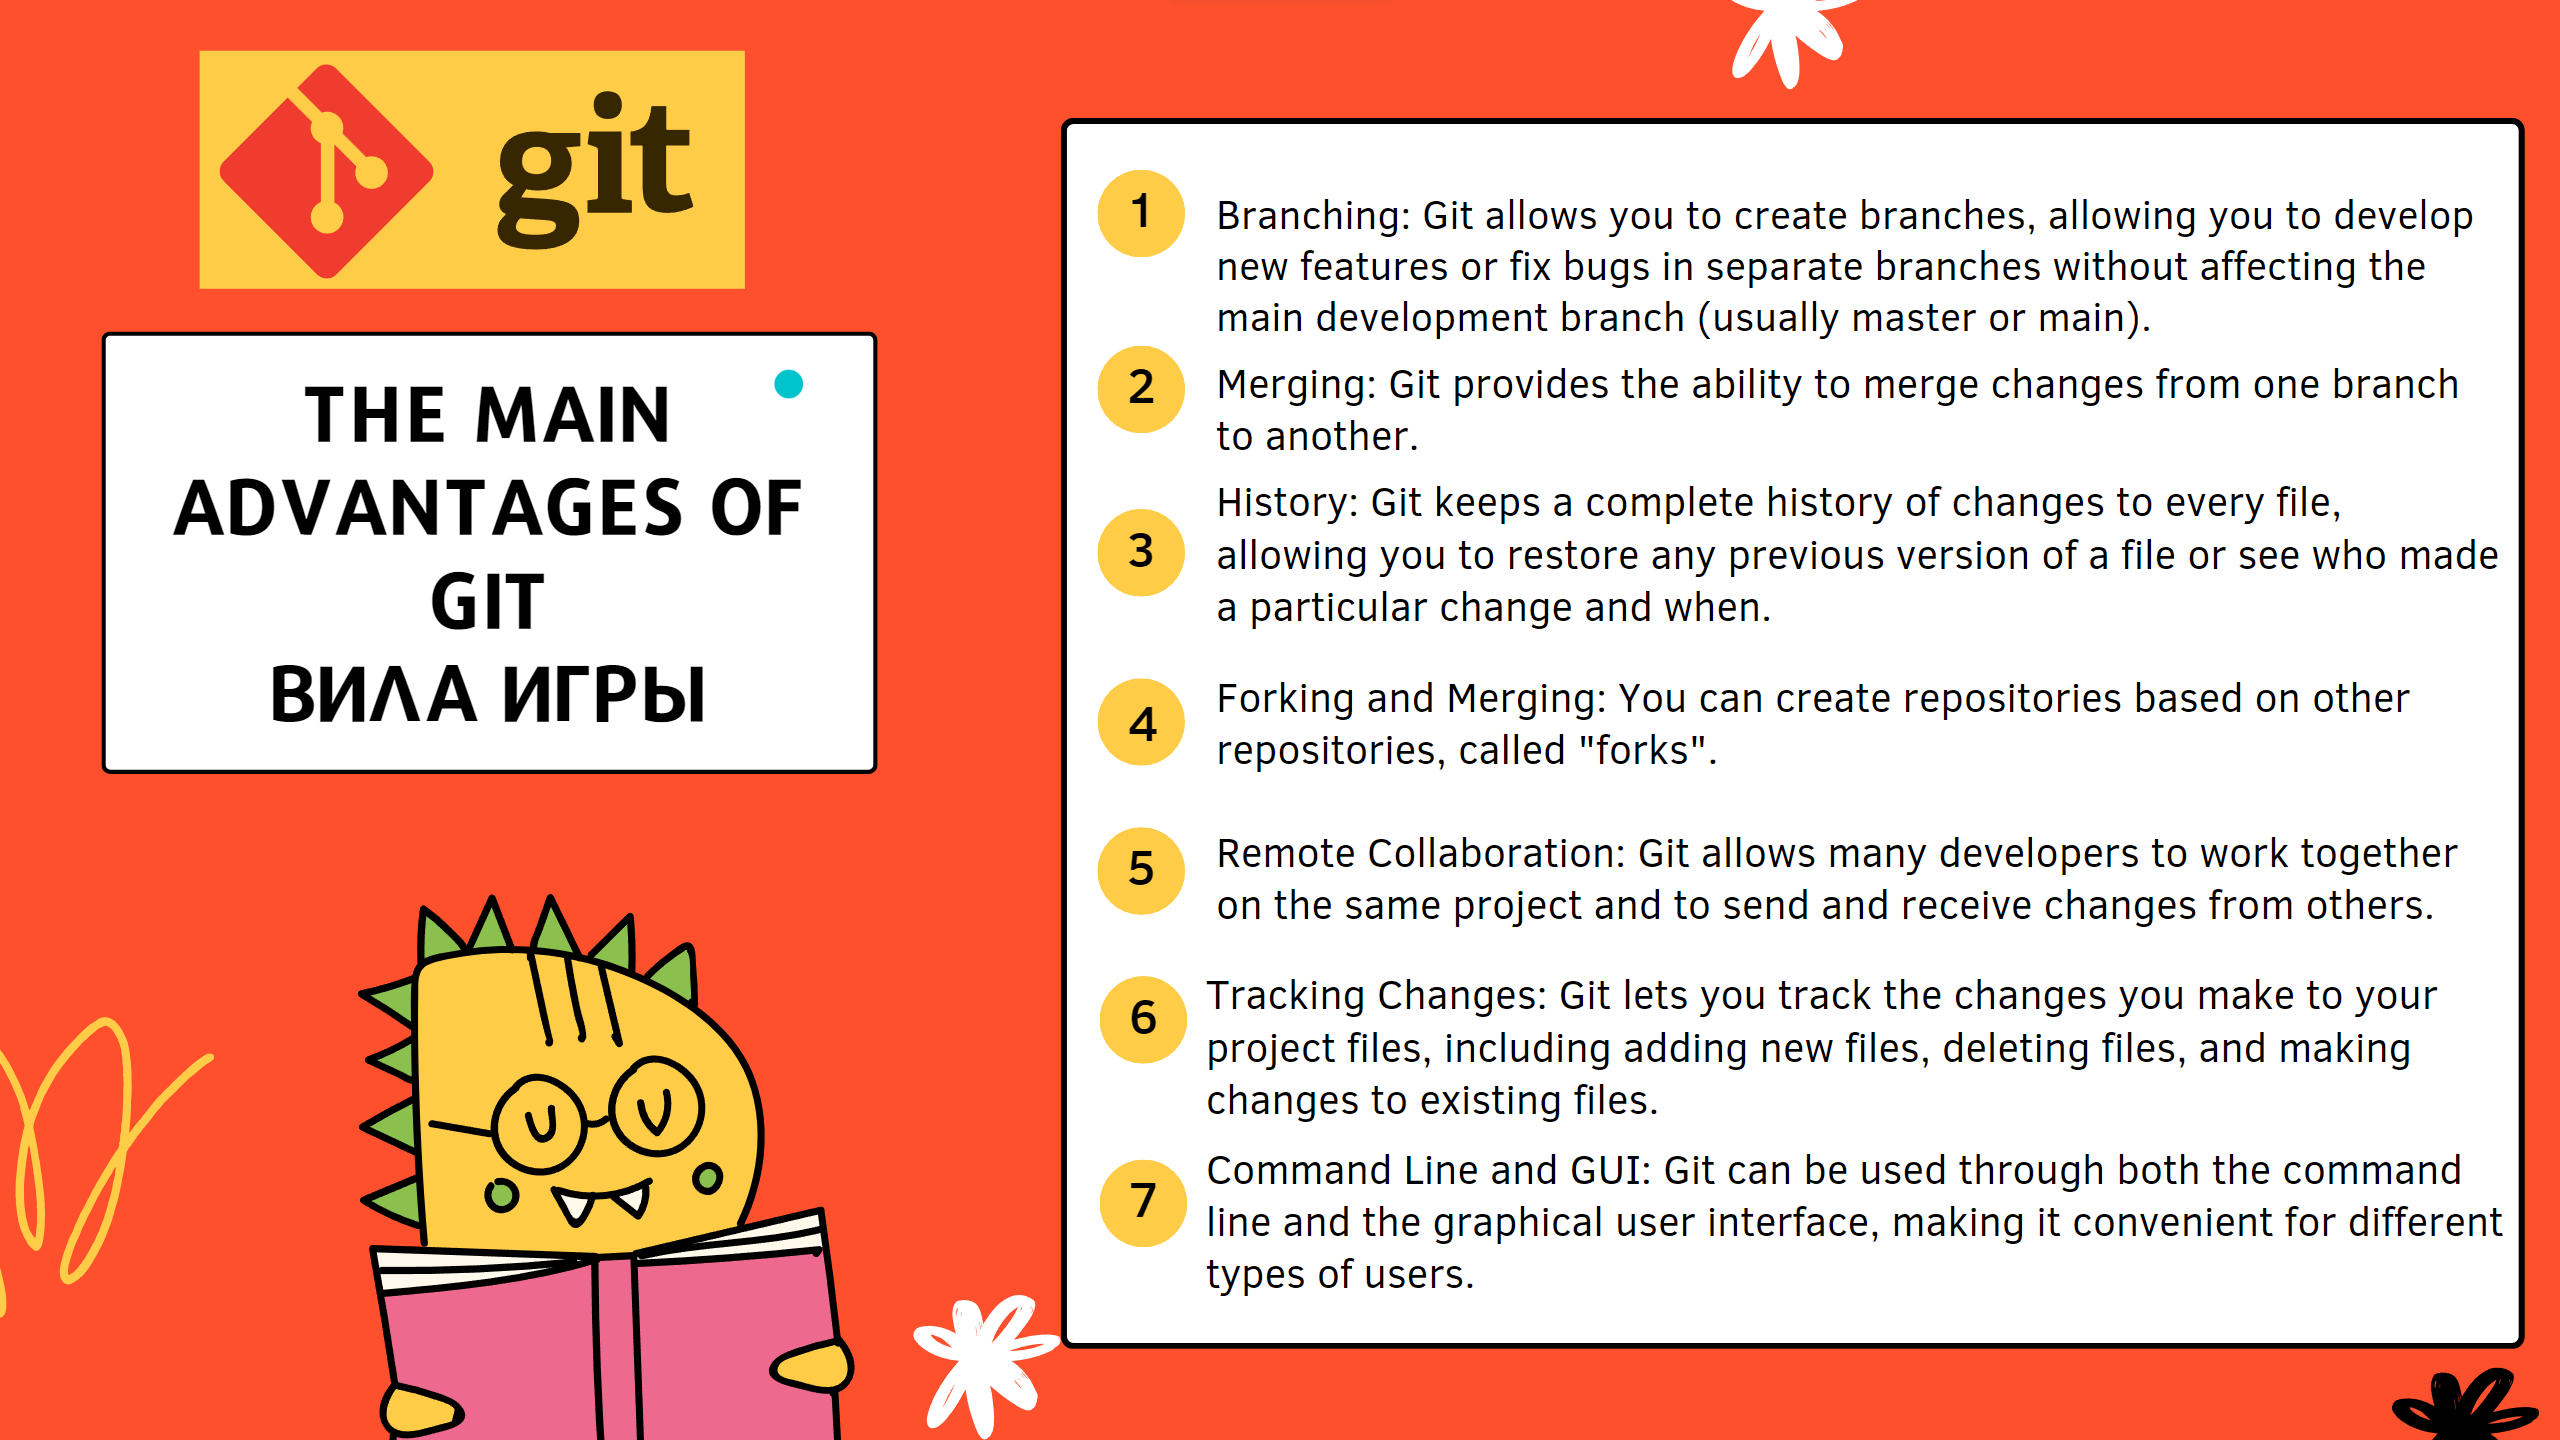 git
THE MAIN
ADVANTAGES OF
GIT
ВИЛА ИГРЫ
1
Branching: Git allows you to create branches, allowing you to develop
new features or fix bugs in separate branches without affecting the
main development branch (usually master or main).
2
Merging: Git provides the ability to merge changes from one branch
to another.
3
History: Git keeps a complete history of changes to every file,
allowing you to restore any previous version of a file or see who made
a particular change and when.
4
Forking and Merging: You can create repositories based on other
repositories, called "forks".
5
Remote Collaboration: Git allows many developers to work together
on the same project and to send and receive changes from others.
6
Tracking Changes: Git lets you track the changes you make to your
project files, including adding new files, deleting files, and making
changes to existing files.
7
Command Line and GUI: Git can be used through both the command
line and the graphical user interface, making it convenient for different
types of users.